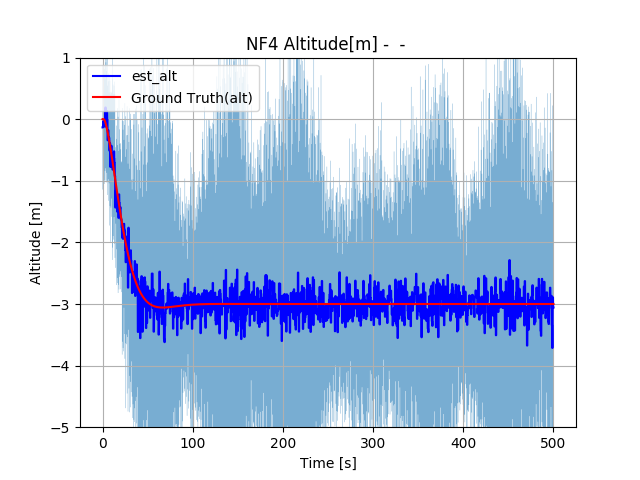 NF4 Altitude[m] -  -
est_alt
Ground Truth(alt)
Altitude [m]
1
0
−1
−2
−3
−4
−5
0
100
200
300
400
500
Time [s]